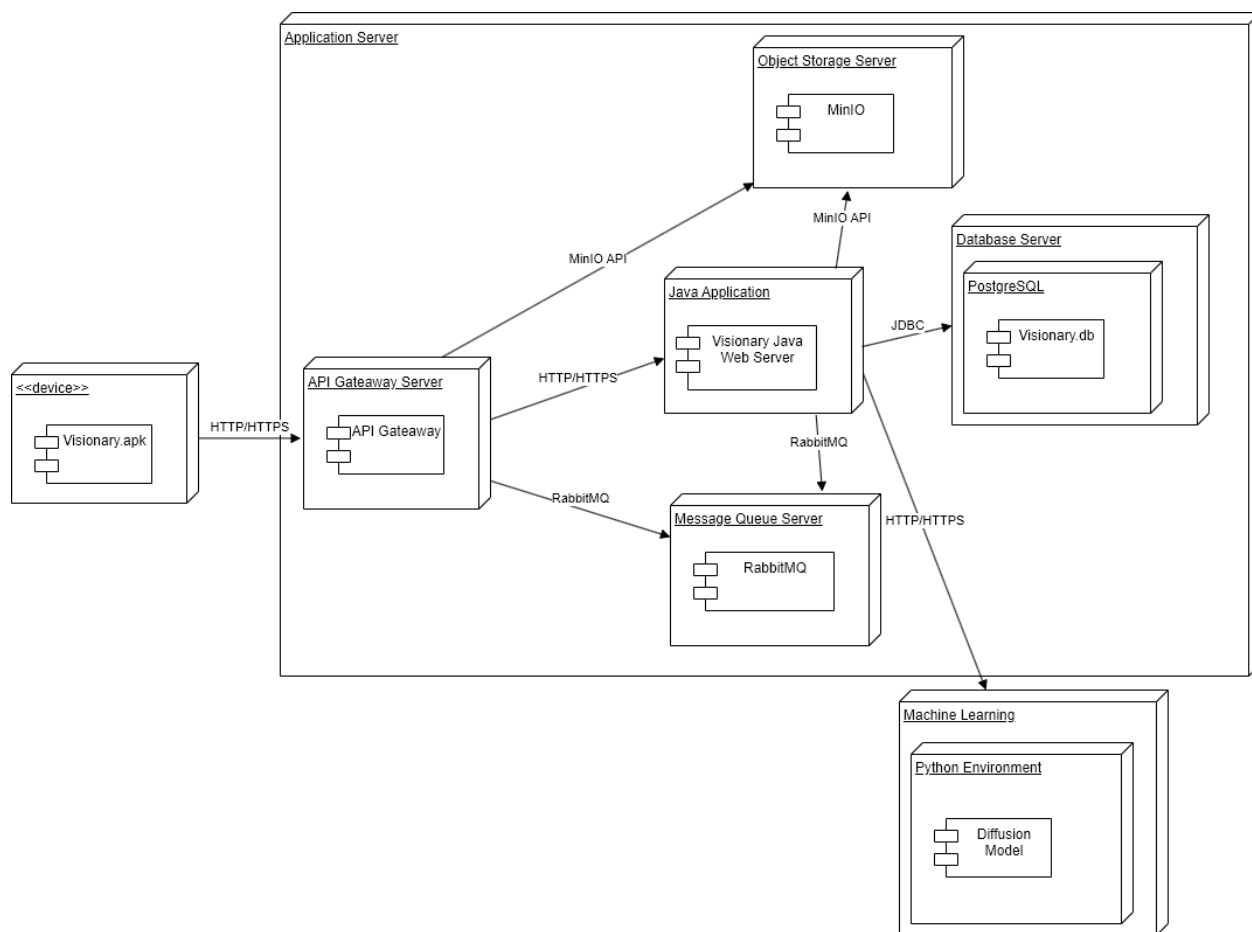 Application Server
Object Storage Server
MinIO
MinIO API
MinIO API
Database Server
PostgreSQL
Visionary.db
JDBC
Java Application
Visionary Java
Web Server
HTTP/HTTPS
<<device>>
Visionary.apk
HTTP/HTTPS
API Gateaway Server
API Gateaway
RabbitMQ
RabbitMQ
Message Queue Server
RabbitMQ
HTTP/HTTPS
Machine Learning
Python Environment
Diffusion
Model